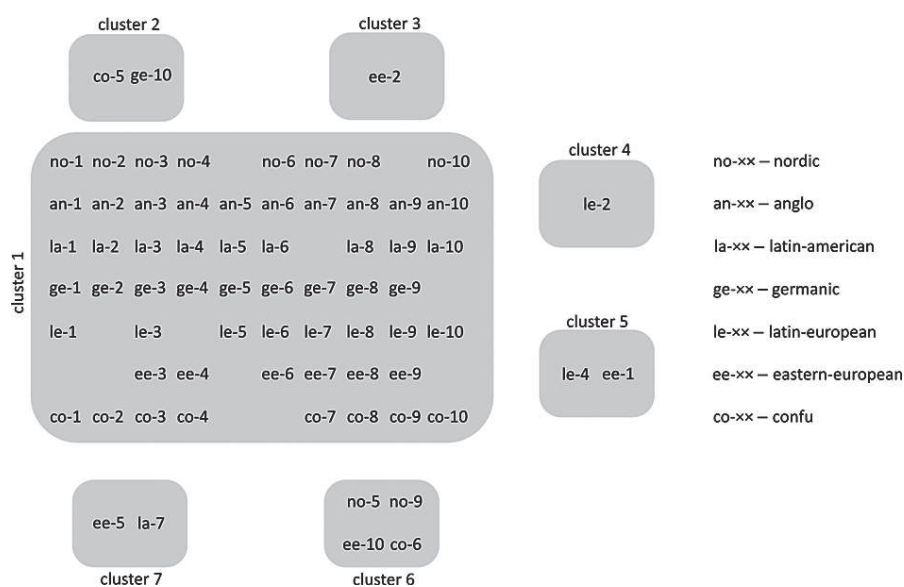 cluster 2
co-5 ge-10
cluster 3
ee-2
cluster 1
no-1 no-2 no-3 no-4 no-6 no-7 no-8 no-10
an-1 an-2 an-3 an-4 an-5 an-6 an-7 an-8 an-9 an-10
la-1 la-2 la-3 la-4 la-5 la-6 la-8 la-9 la-10
ge-1 ge-2 ge-3 ge-4 ge-5 ge-6 ge-7 ge-8 ge-9
le-1 le-3 le-5 le-6 le-7 le-8 le-9 le-10
ee-3 ee-4 ee-6 ee-7 ee-8 ee-9
co-1 co-2 co-3 co-4 co-7 co-8 co-9 co-10
cluster 4
le-2
cluster 5
le-4 ee-1
no-×× – nordic
an-×× – anglo
la-×× – latin-american
ge-×× – germanic
le-×× – latin-european
ee-×× – eastern-european
co-×× – confu
ee-5 la-7
cluster 7
no-5 no-9
ee-10 co-6
cluster 6